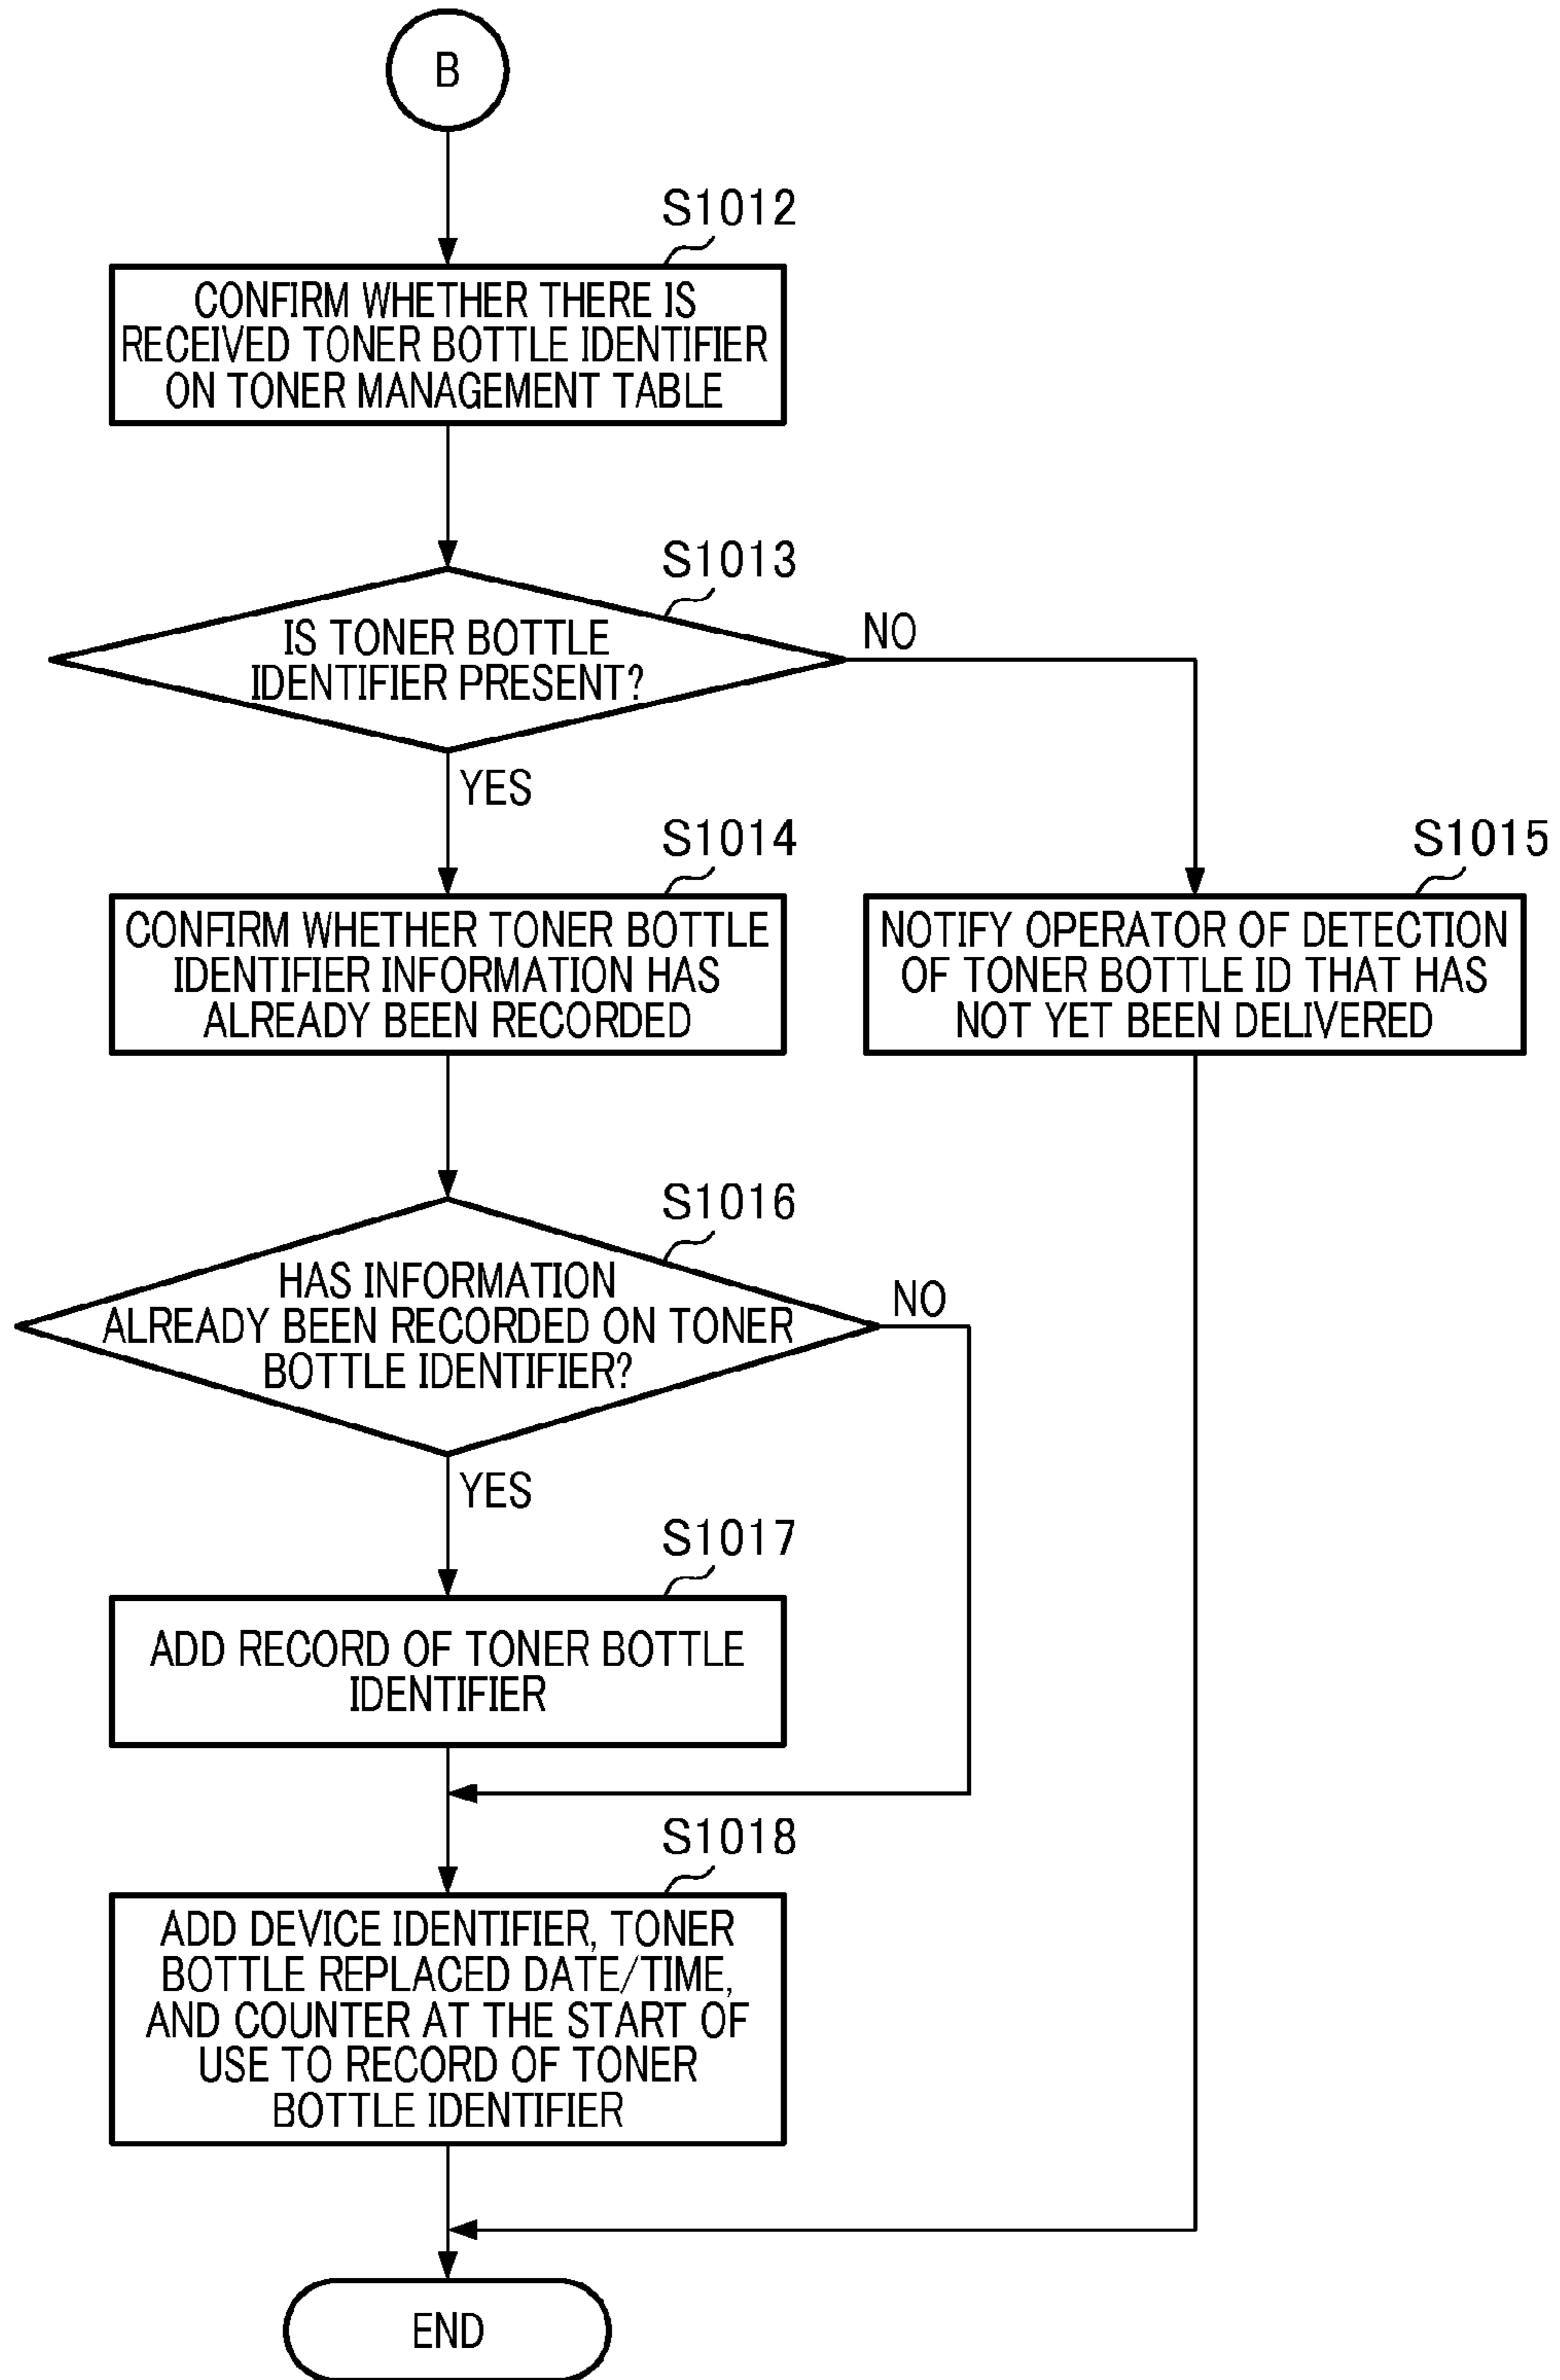 B
S1012
CONFIRM WHETHER THERE IS
RECEIVED TONER BOTTLE IDENTIFIER
ON TONER MANAGEMENT TABLE
S1013
IS TONER BOTTLE
IDENTIFIER PRESENT?
NO
YES
S1014
CONFIRM WHETHER TONER BOTTLE
IDENTIFIER INFORMATION HAS
ALREADY BEEN RECORDED
S1015
NOTIFY OPERATOR OF DETECTION
OF TONER BOTTLE ID THAT HAS
NOT YET BEEN DELIVERED
S1016
HAS INFORMATION
ALREADY BEEN RECORDED ON TONER
BOTTLE IDENTIFIER?
NO
YES
S1017
ADD RECORD OF TONER BOTTLE
IDENTIFIER
S1018
ADD DEVICE IDENTIFIER, TONER
BOTTLE REPLACED DATE/TIME,
AND COUNTER AT THE START OF
USE TO RECORD OF TONER
BOTTLE IDENTIFIER
END